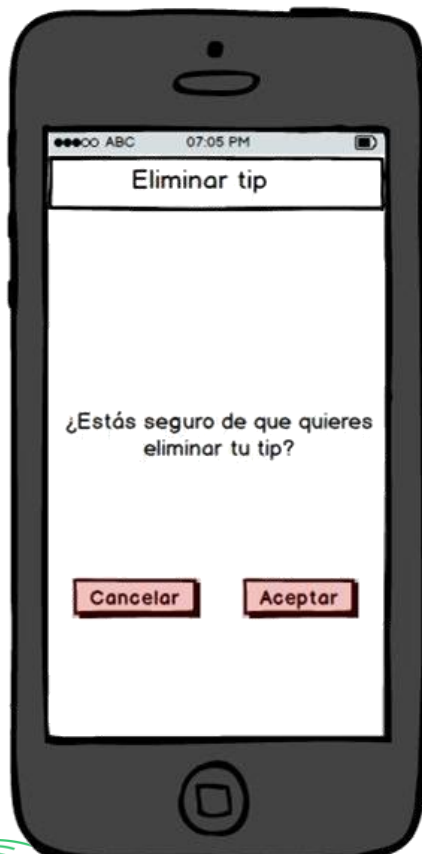 ABC 07:05 PM
Eliminar tip
¿Estás seguro de que quieres
eliminar tu tip?
Cancelar Aceptar